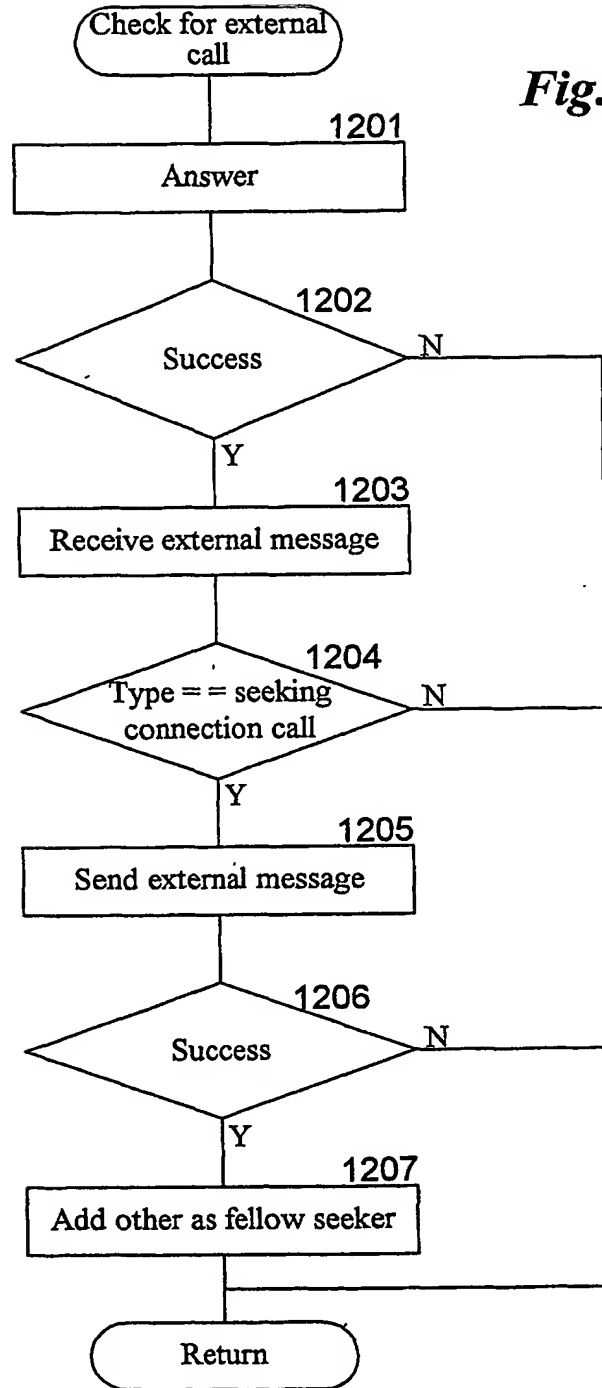 Check for external
call
Fig.
1201
Answer
1202
Success
N
Y
1203
Receive external message
1204
Type = = seeking
connection call
N
Y
1205
Send external message
1206
Success
N
Y
1207
Add other as fellow seeker
Return